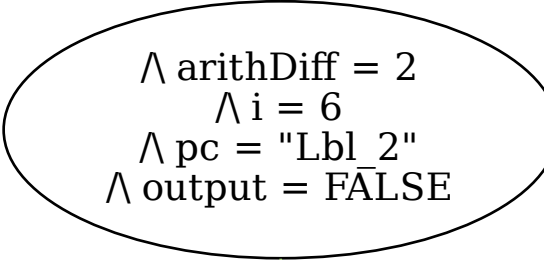 /\ arithDiff = 2
/\ i = 6
/\ pc = "Lbl_2"
/\ output = FALSE